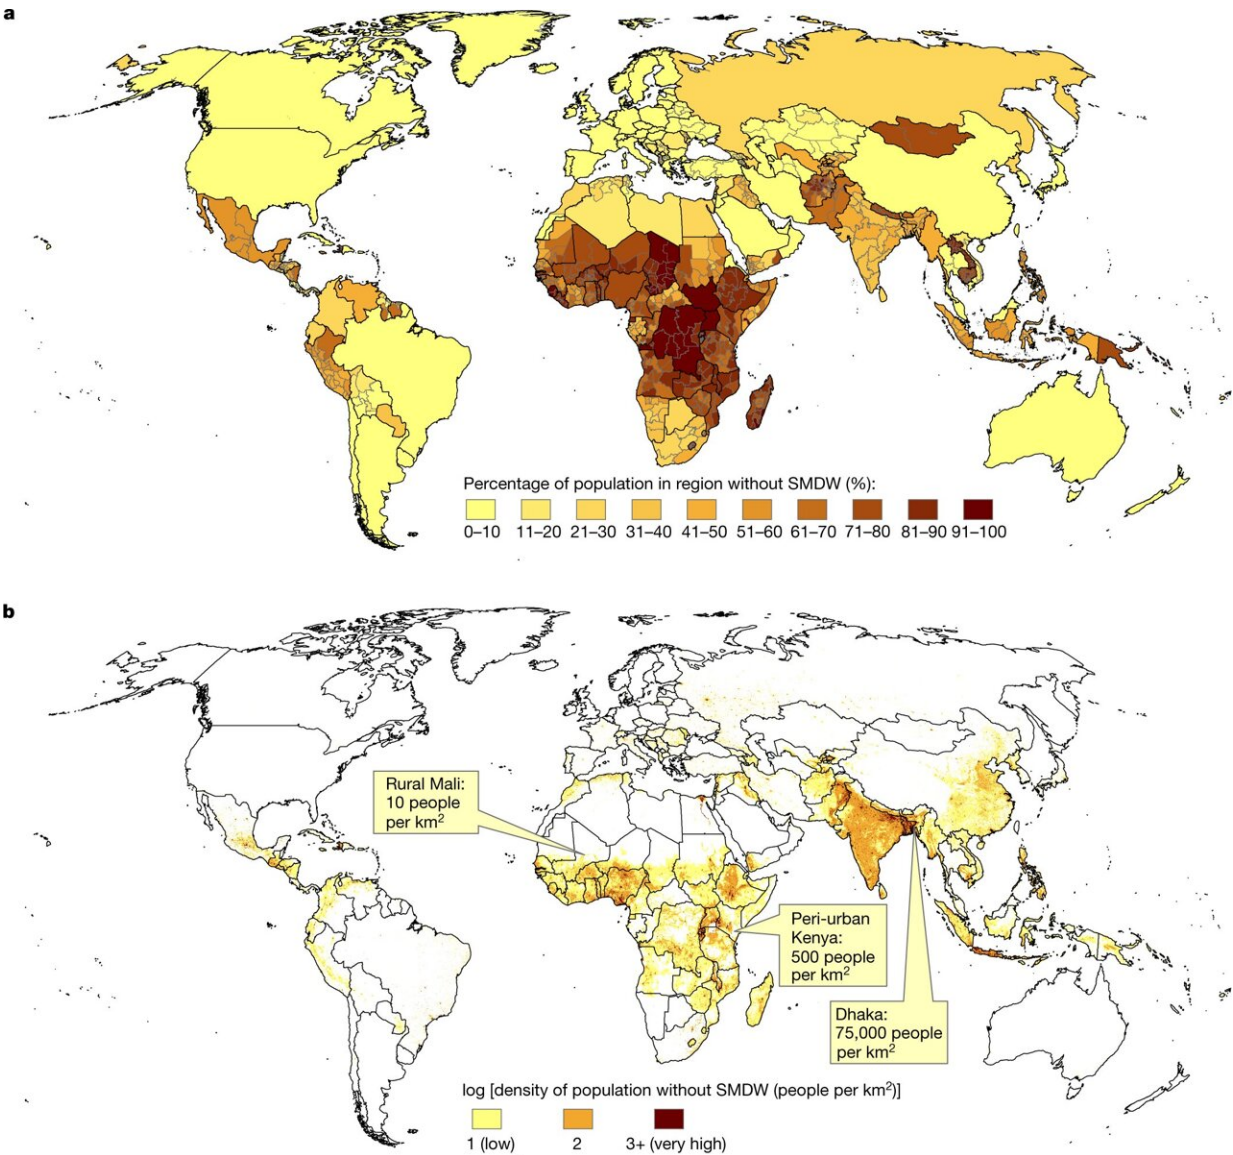 a
Percentage of population in region without SMDW (%):
0–10 11–20 21–30 31–40 41–50 51–60 61–70 71–80 81–90 91–100
b
Rural Mali:
10 people
per km²
Peri-urban
Kenya:
500 people
per km²
Dhaka:
75,000 people
per km²
log [density of population without SMDW (people per km²)]
1 (low) 2 3+ (very high)